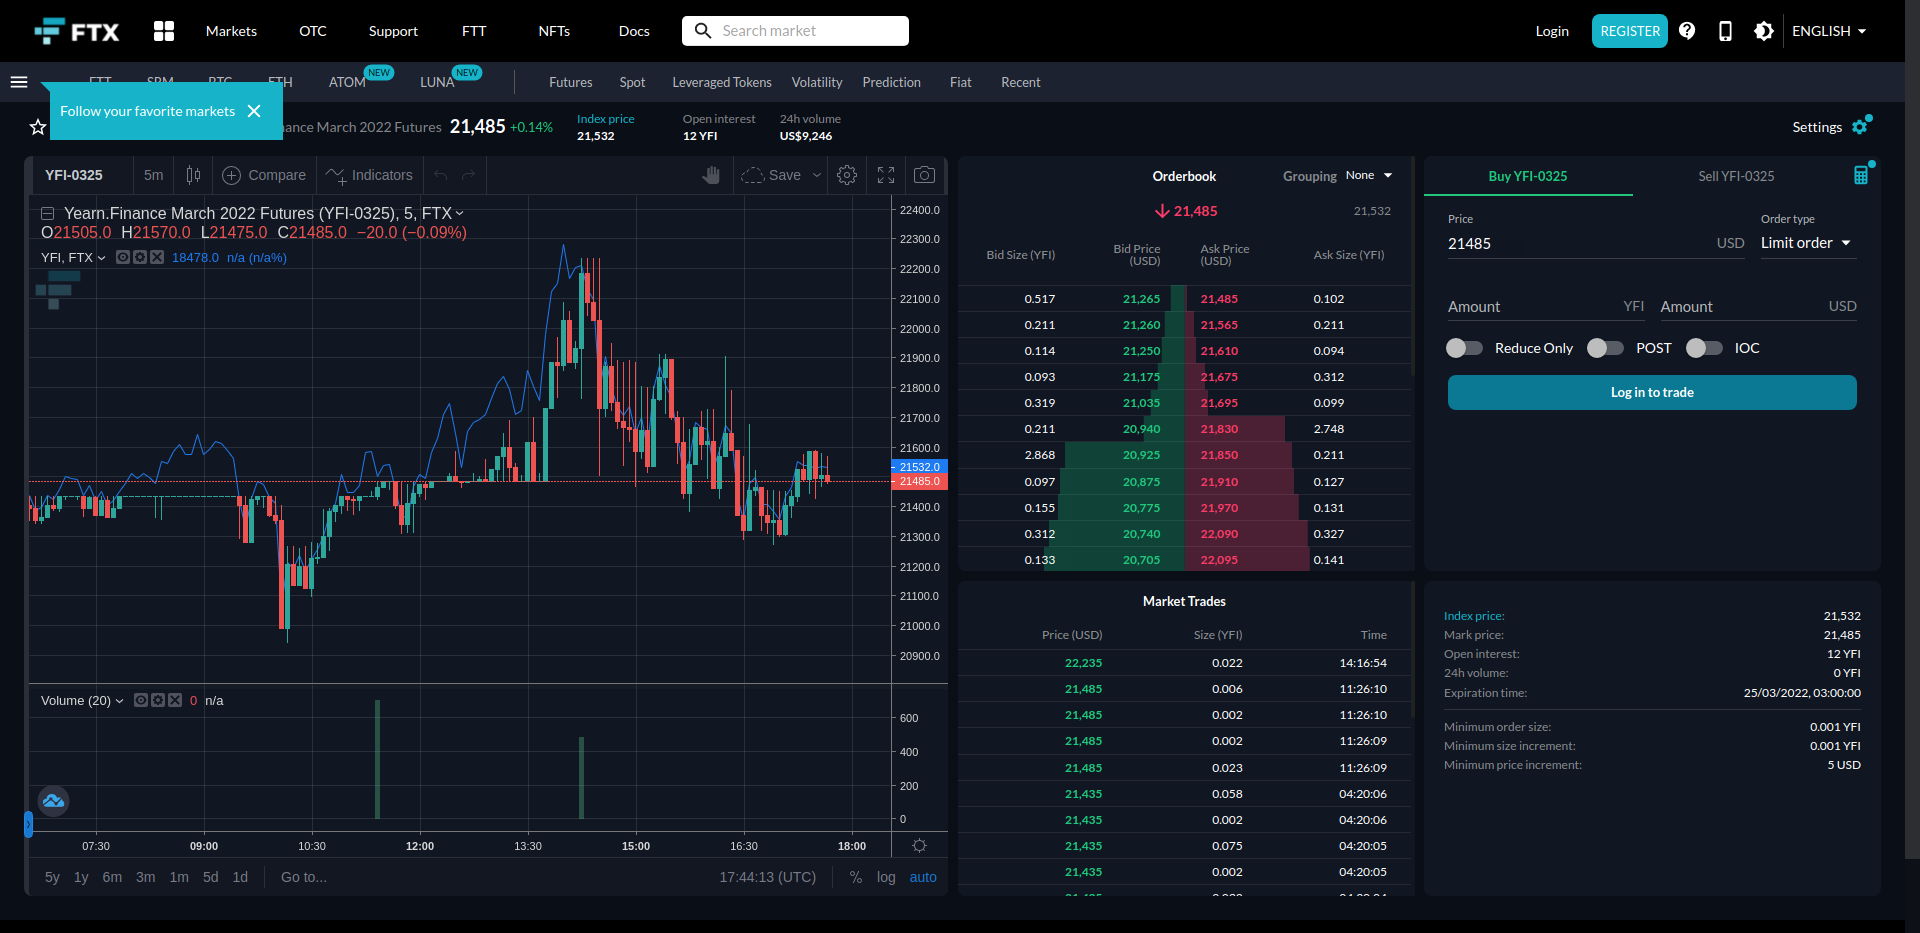 FTX
Markets
OTC
Support
FTT
NFTs
Docs
Search market
Login
REGISTER
ENGLISH
ATOM NEW
LUNA NEW
Futures
Spot
Leveraged Tokens
Volatility
Prediction
Fiat
Recent
Follow your favorite markets
March 2022 Futures
21,485 +0.14%
Index price
21,532
Open interest
12 YFI
24h volume
US$9,246
Settings
YFI-0325
5m
Compare
Indicators
Save
Yearn.Finance March 2022 Futures (YFI-0325), 5, FTX
O21505.0 H21570.0 L21475.0 C21485.0 −20.0 (−0.09%)
YFI, FTX 18478.0 n/a (n/a%)
22400.0
22300.0
22200.0
22100.0
22000.0
21900.0
21800.0
21700.0
21600.0
21532.0
21485.0
21400.0
21300.0
21200.0
21100.0
21000.0
20900.0
Volume (20) 0 n/a
600
400
200
0
07:30 09:00 10:30 12:00 13:30 15:00 16:30 18:00
5y 1y 6m 3m 1m 5d 1d Go to...
17:44:13 (UTC) % log auto
Orderbook
Grouping None
21,485
21,532
Bid Size (YFI) Bid Price (USD) Ask Price (USD) Ask Size (YFI)
0.517 21,265 21,485 0.102
0.211 21,260 21,565 0.211
0.114 21,250 21,610 0.094
0.093 21,175 21,675 0.312
0.319 21,035 21,695 0.099
0.211 20,940 21,830 2.748
2.868 20,925 21,850 0.211
0.097 20,875 21,910 0.127
0.155 20,775 21,970 0.131
0.312 20,740 22,090 0.327
0.133 20,705 22,095 0.141
Market Trades
Price (USD) Size (YFI) Time
22,235 0.022 14:16:54
21,485 0.006 11:26:10
21,485 0.002 11:26:10
21,485 0.002 11:26:09
21,485 0.023 11:26:09
21,435 0.058 04:20:06
21,435 0.002 04:20:06
21,435 0.075 04:20:05
21,435 0.002 04:20:05
Buy YFI-0325
Sell YFI-0325
Price
21485 USD
Order type
Limit order
Amount YFI
Amount USD
Reduce Only
POST
IOC
Log in to trade
Index price: 21,532
Mark price: 21,485
Open interest: 12 YFI
24h volume: 0 YFI
Expiration time: 25/03/2022, 03:00:00
Minimum order size: 0.001 YFI
Minimum size increment: 0.001 YFI
Minimum price increment: 5 USD